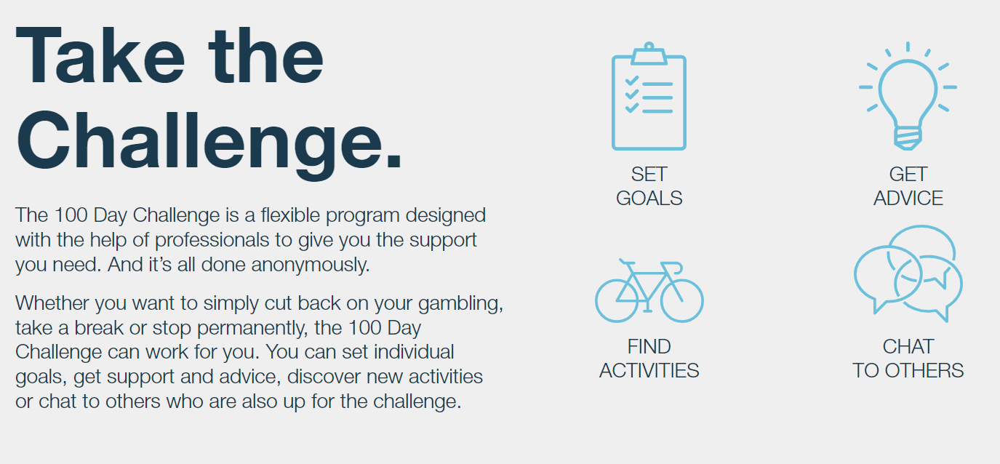 Take the
Challenge.
The 100 Day Challenge is a flexible program designed
with the help of professionals to give you the support
you need. And it’s all done anonymously.
Whether you want to simply cut back on your gambling,
take a break or stop permanently, the 100 Day
Challenge can work for you. You can set individual
goals, get support and advice, discover new activities
or chat to others who are also up for the challenge.
SET
GOALS
GET
ADVICE
FIND
ACTIVITIES
CHAT
TO OTHERS